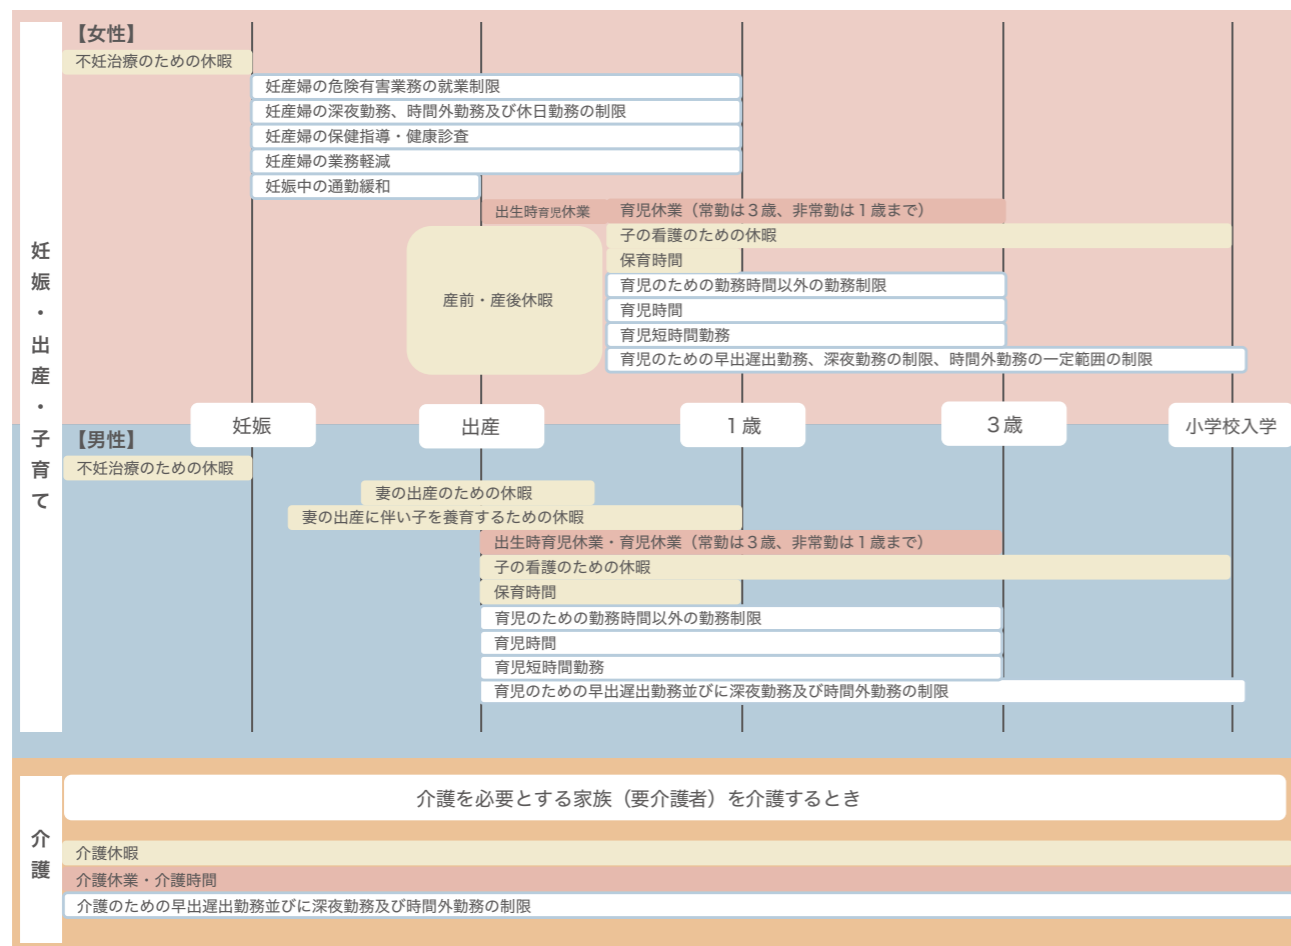 妊娠・出産・子育て
【女性】
不妊治療のための休暇
妊産婦の危険有害業務の就業制限
妊産婦の深夜勤務、時間外勤務及び休日勤務の制限
妊産婦の保健指導・健康診査
妊産婦の業務軽減
妊娠中の通勤緩和
出生時育児休業
育児休業（常勤は３歳、非常勤は１歳まで）
子の看護のための休暇
保育時間
産前・産後休暇
育児のための勤務時間以外の勤務制限
育児時間
育児短時間勤務
育児のための早出遅出勤務、深夜勤務の制限、時間外勤務の一定範囲の制限
妊娠
出産
１歳
３歳
小学校入学
【男性】
不妊治療のための休暇
妻の出産のための休暇
妻の出産に伴い子を養育するための休暇
出生時育児休業・育児休業（常勤は３歳、非常勤は１歳まで）
子の看護のための休暇
保育時間
育児のための勤務時間以外の勤務制限
育児時間
育児短時間勤務
育児のための早出遅出勤務並びに深夜勤務及び時間外勤務の制限
介護
介護を必要とする家族（要介護者）を介護するとき
介護休暇
介護休業・介護時間
介護のための早出遅出勤務並びに深夜勤務及び時間外勤務の制限